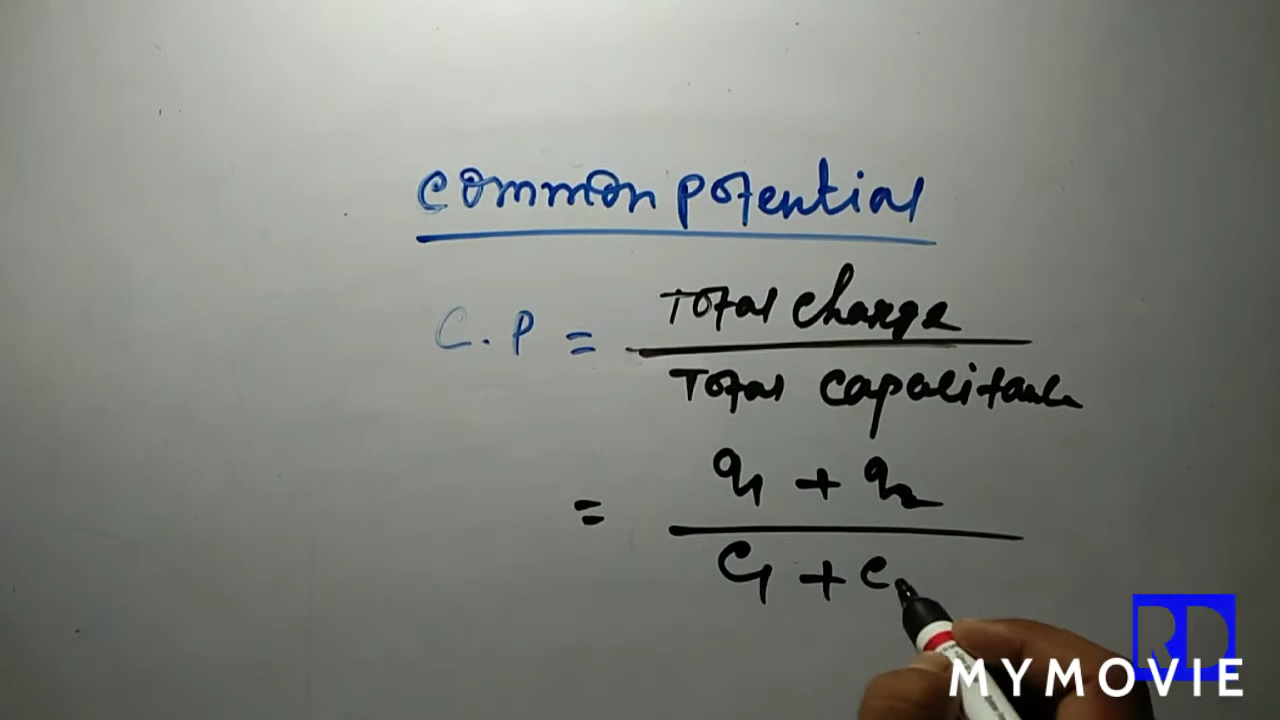 common potential
C.P = Total charge / Total capacitance
= q1 + q2 / C1 + C
RD
MYMOVIE